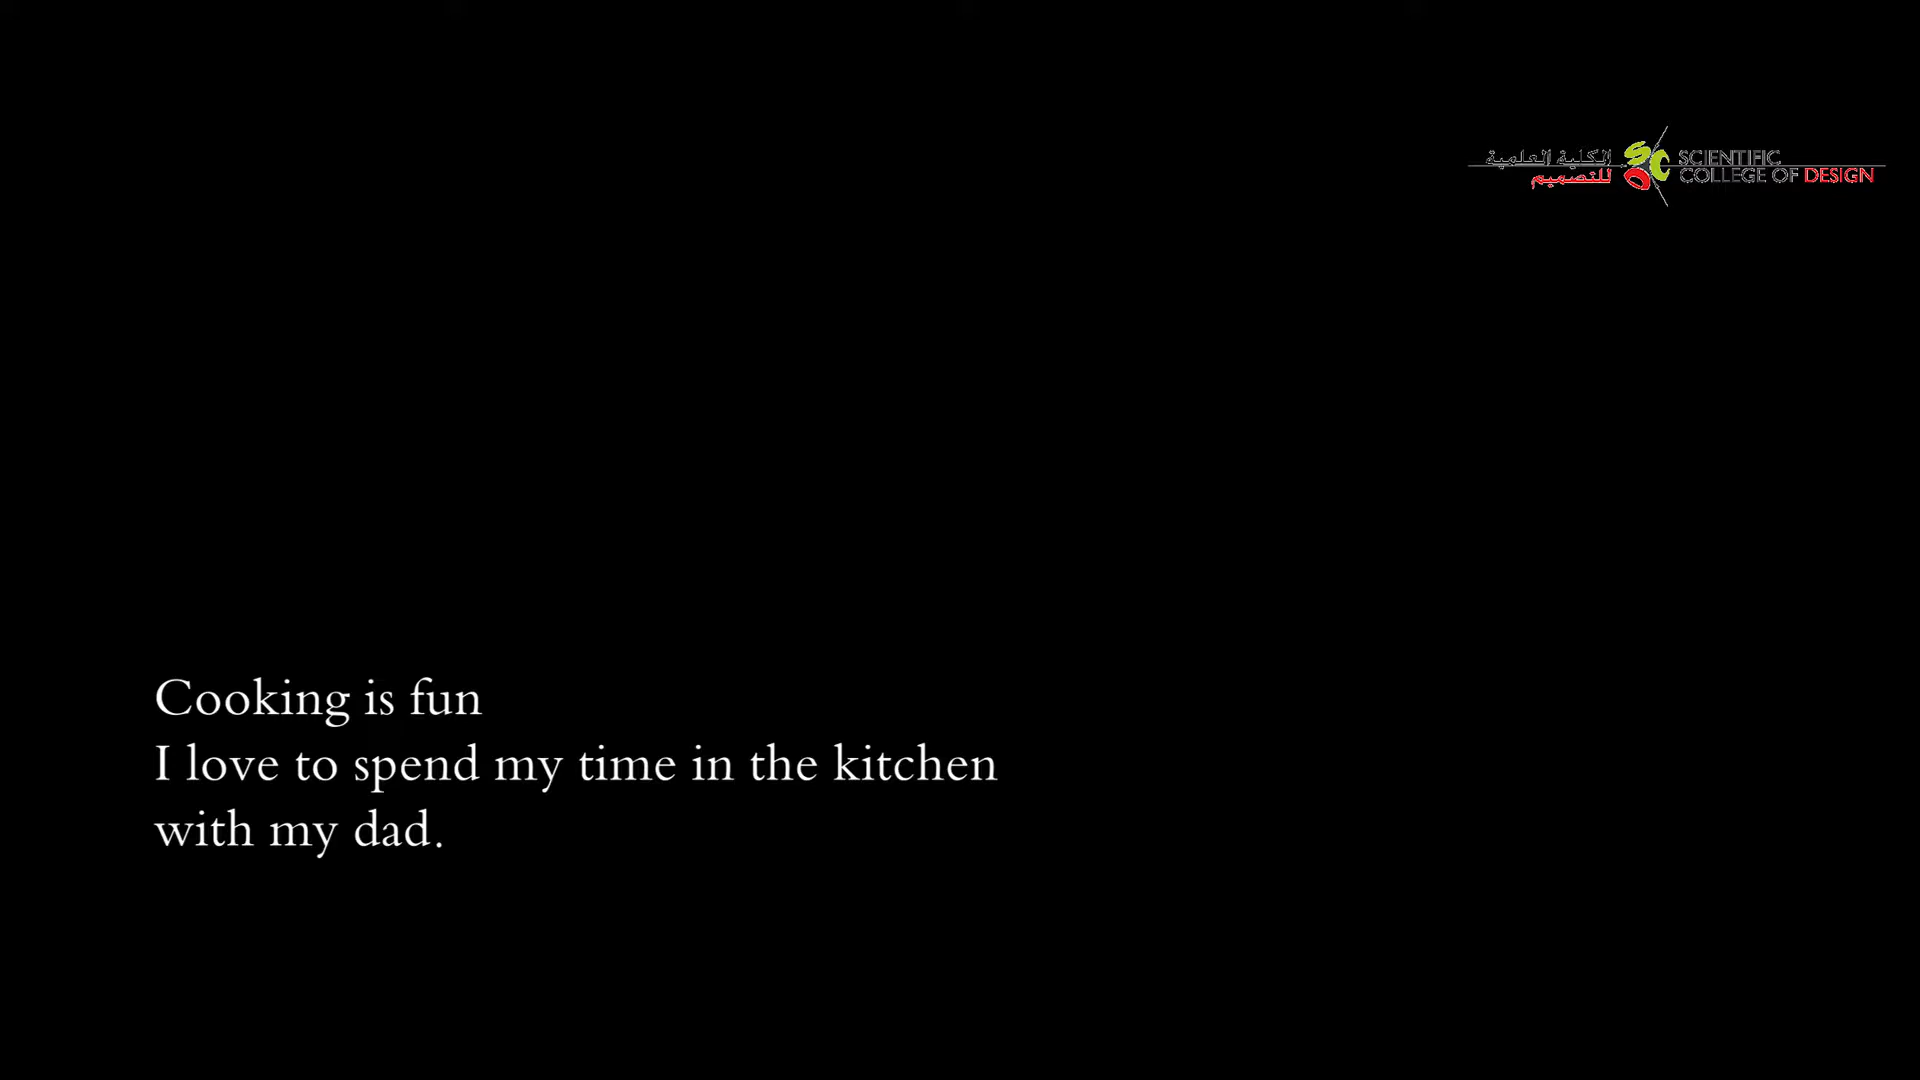 الكلية العلمية
للتصميم
SCIENTIFIC
COLLEGE OF DESIGN
Cooking is fun
I love to spend my time in the kitchen
with my dad.